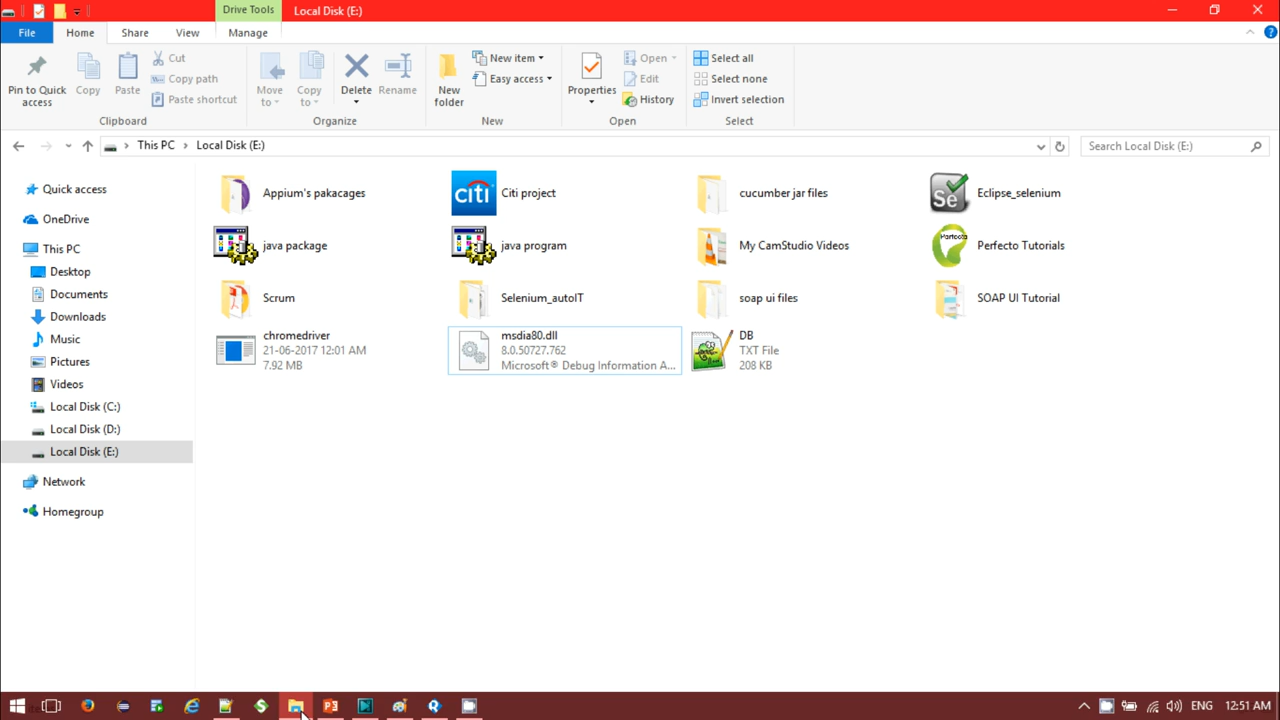 Drive Tools
Local Disk (E:)
File
Home
Share
View
Manage
Pin to Quick
access
Copy
Paste
Cut
Copy path
Paste shortcut
Clipboard
Move
to
Copy
to
Delete
Rename
Organize
New
folder
New item
Easy access
New
Properties
Open
Edit
History
Open
Select all
Select none
Invert selection
Select
This PC
Local Disk (E:)
Search Local Disk (E:)
Quick access
OneDrive
This PC
Desktop
Documents
Downloads
Music
Pictures
Videos
Local Disk (C:)
Local Disk (D:)
Local Disk (E:)
Network
Homegroup
Appium's pakacages
citi
Citi project
cucumber jar files
Se
Eclipse_selenium
java package
java program
My CamStudio Videos
Perfecto
Perfecto Tutorials
Scrum
Selenium_autoIT
soap ui files
SOAP UI Tutorial
chromedriver
21-06-2017 12:01 AM
7.92 MB
msdia80.dll
8.0.50727.762
Microsoft® Debug Information A...
DB
TXT File
208 KB
ENG
12:51 AM